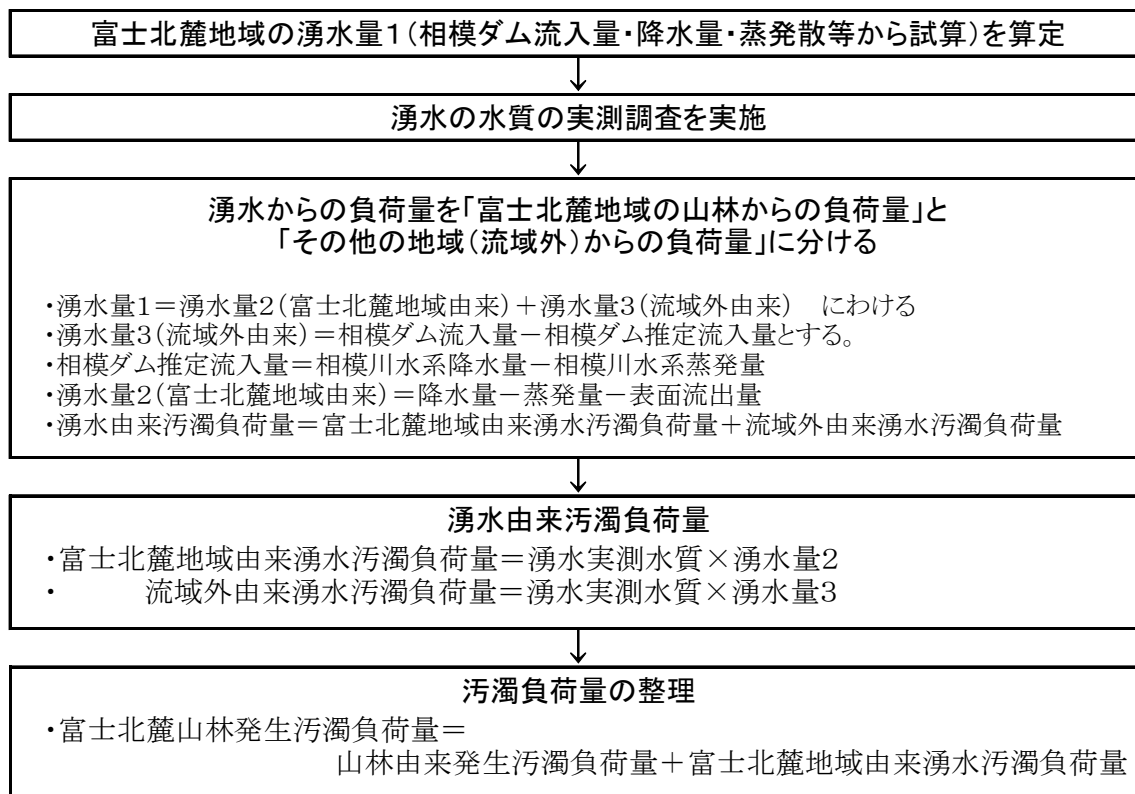 富士北麓地域の湧水量1(相模ダム流入量・降水量・蒸発散等から試算)を算定
湧水の水質の実測調査を実施
湧水からの負荷量を「富士北麓地域の山林からの負荷量」と
「その他の地域(流域外)からの負荷量」に分ける
・湧水量1=湧水量2(富士北麓地域由来)+湧水量3(流域外由来) にわける
・湧水量3(流域外由来)=相模ダム流入量-相模ダム推定流入量とする。
・相模ダム推定流入量=相模川水系降水量-相模川水系蒸発量
・湧水量2(富士北麓地域由来)=降水量-蒸発量-表面流出量
・湧水由来汚濁負荷量=富士北麓地域由来湧水汚濁負荷量+流域外由来湧水汚濁負荷量
湧水由来汚濁負荷量
・富士北麓地域由来湧水汚濁負荷量=湧水実測水質×湧水量2
・ 流域外由来湧水汚濁負荷量=湧水実測水質×湧水量3
汚濁負荷量の整理
・富士北麓山林発生汚濁負荷量=
山林由来発生汚濁負荷量+富士北麓地域由来湧水汚濁負荷量